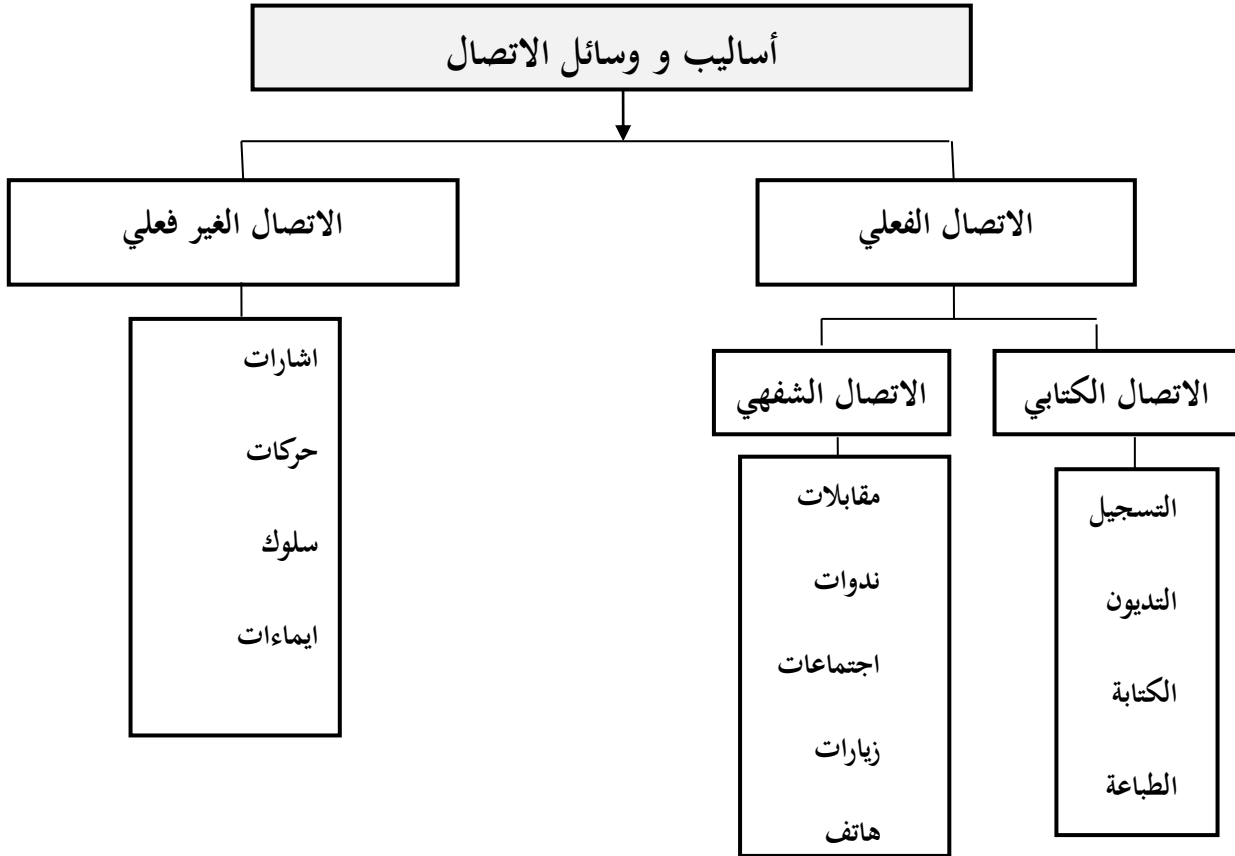 أساليب و وسائل الاتصال
الاتصال الفعلي
الاتصال الغير فعلي
الاتصال الكتابي
الاتصال الشفهي
التسجيل
التديون
الكتابة
الطباعة
مقابلات
ندوات
اجتماعات
زيارات
هاتف
اشارات
حركات
سلوك
ايماءات